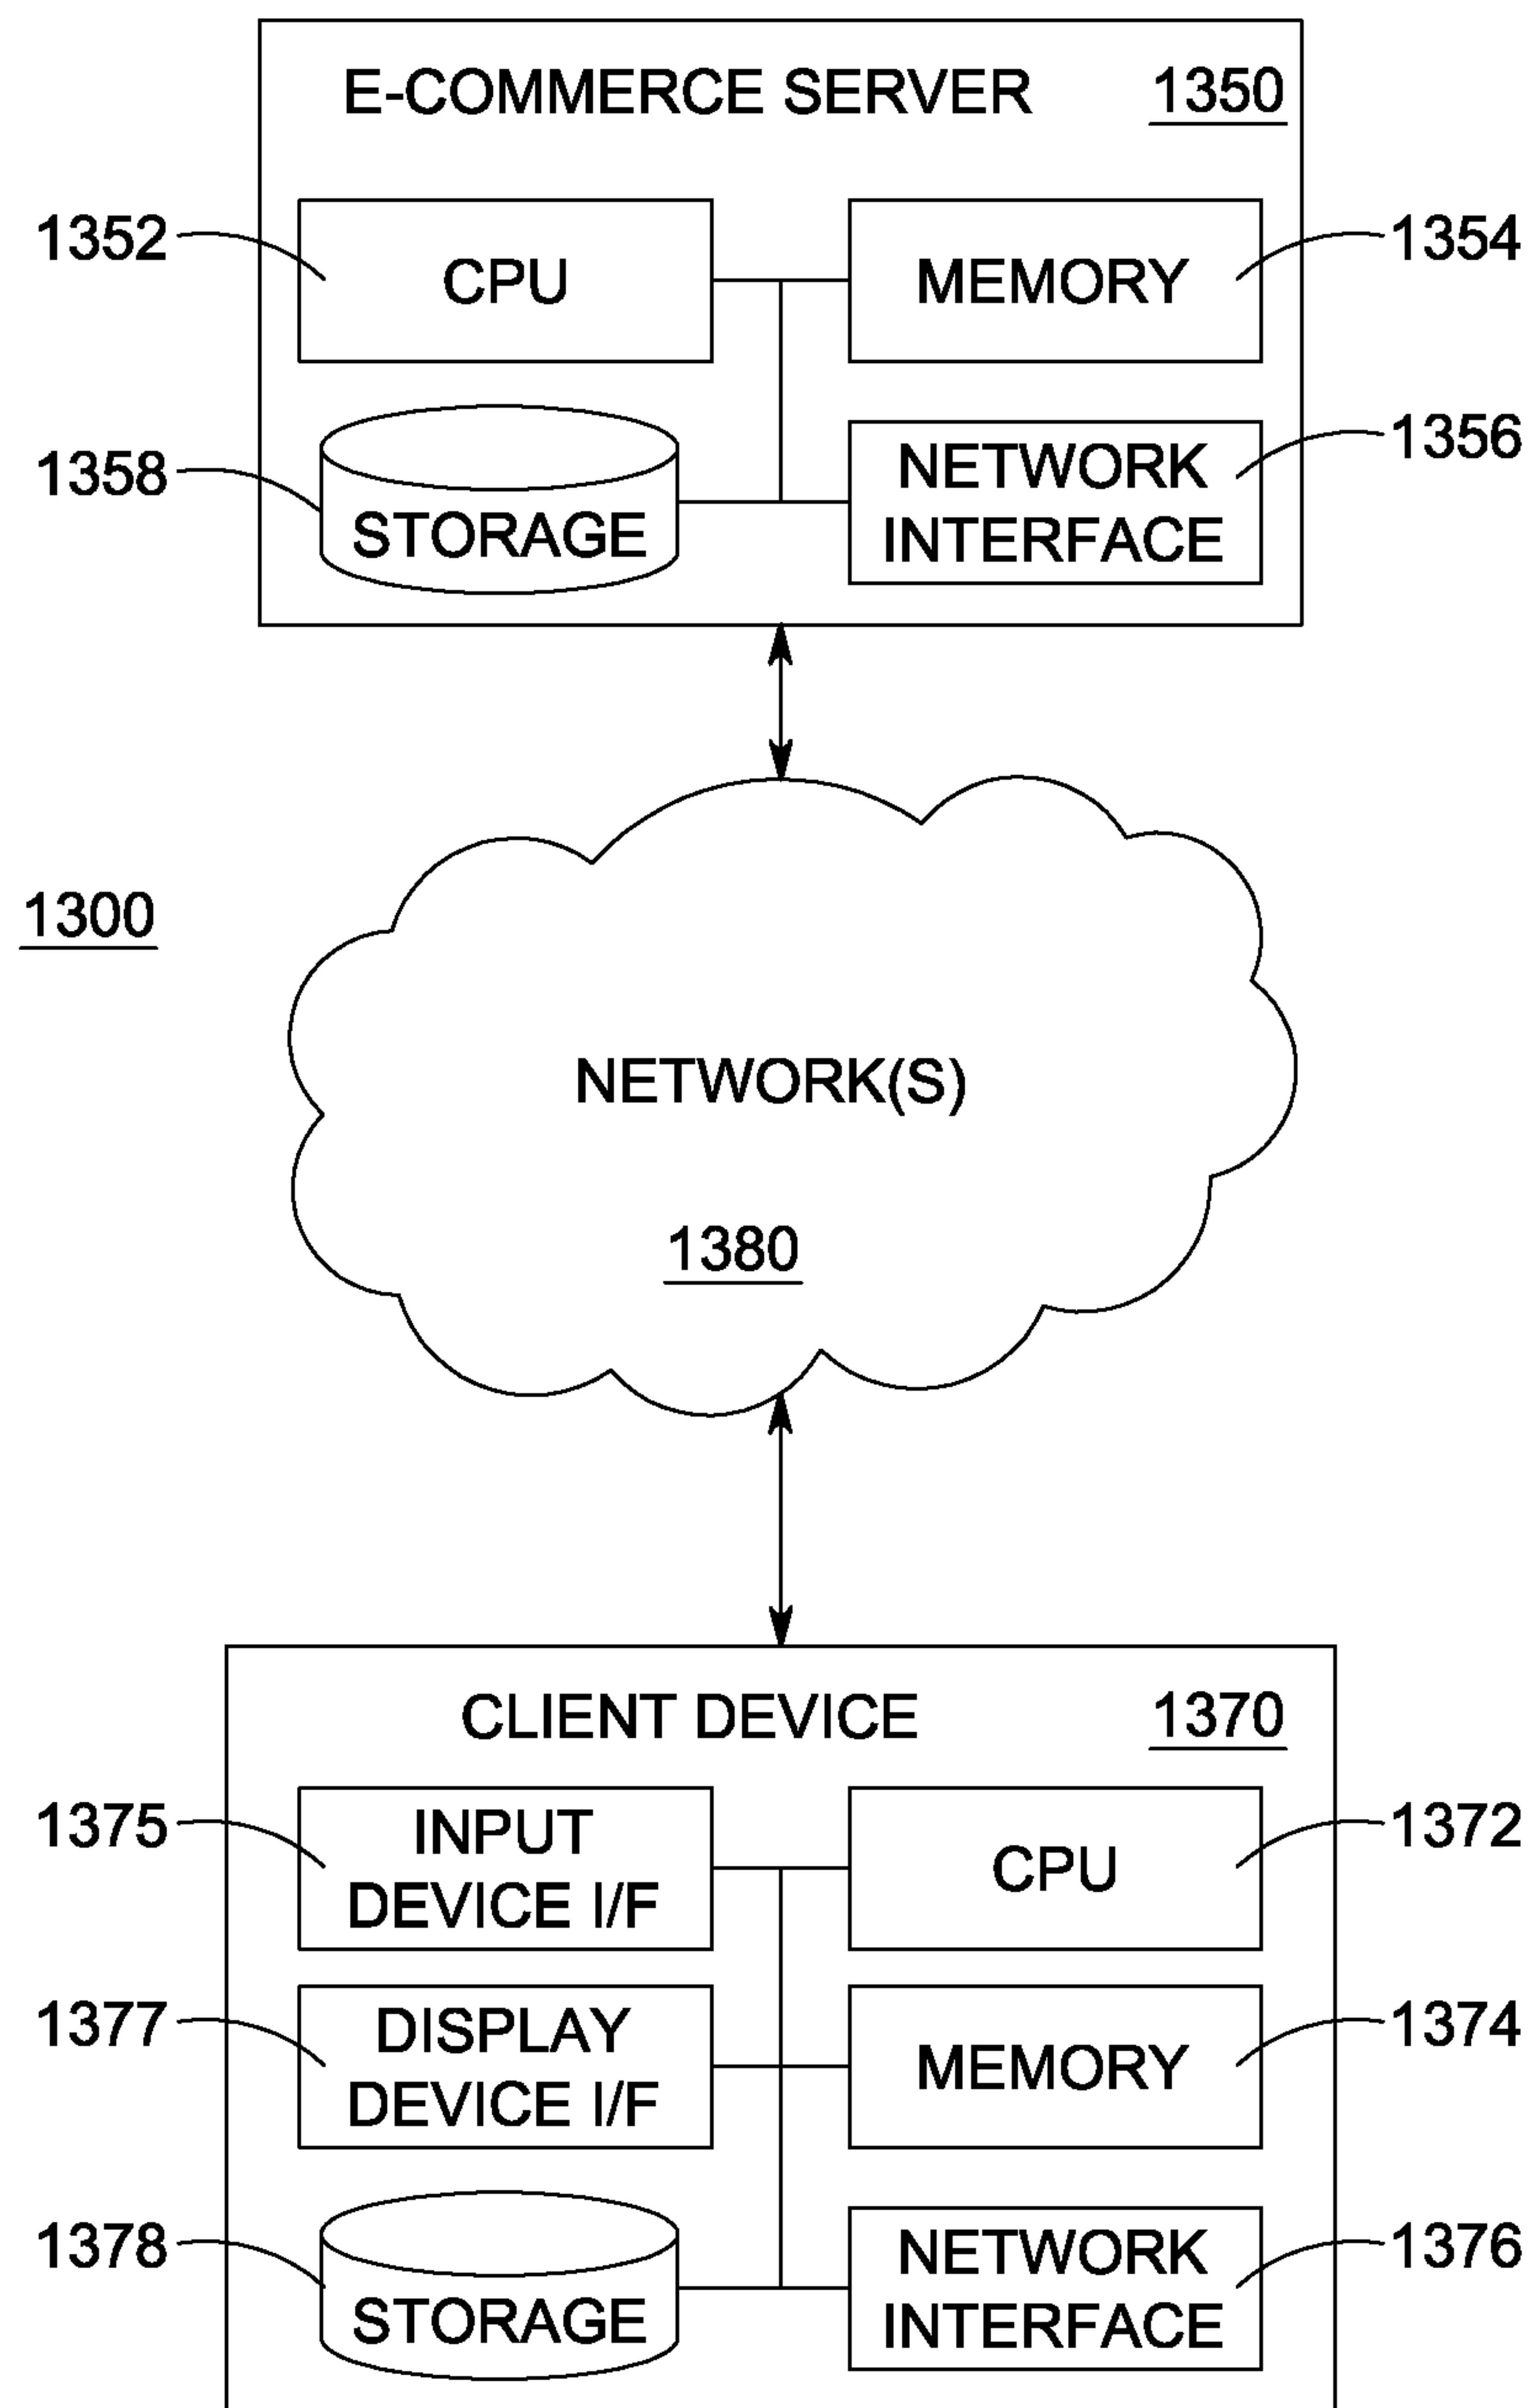 E-COMMERCE SERVER 1350
1352 CPU MEMORY 1354
1358 STORAGE
NETWORK
INTERFACE 1356
1300
NETWORK(S)
1380
CLIENT DEVICE 1370
1375 INPUT
DEVICE I/F
CPU 1372
1377 DISPLAY
DEVICE I/F
MEMORY 1374
1378 STORAGE
NETWORK
INTERFACE 1376